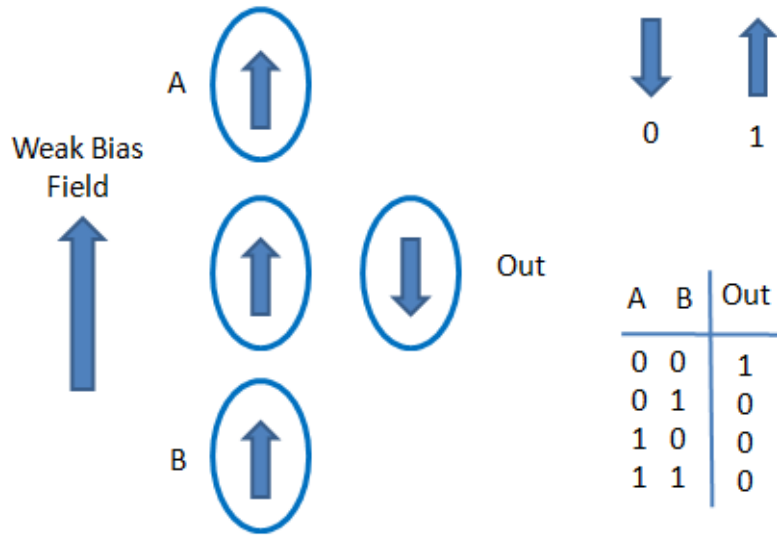 A
Weak Bias
Field
B
Out
0 1
A B Out
0 0 1
0 1 0
1 0 0
1 1 0